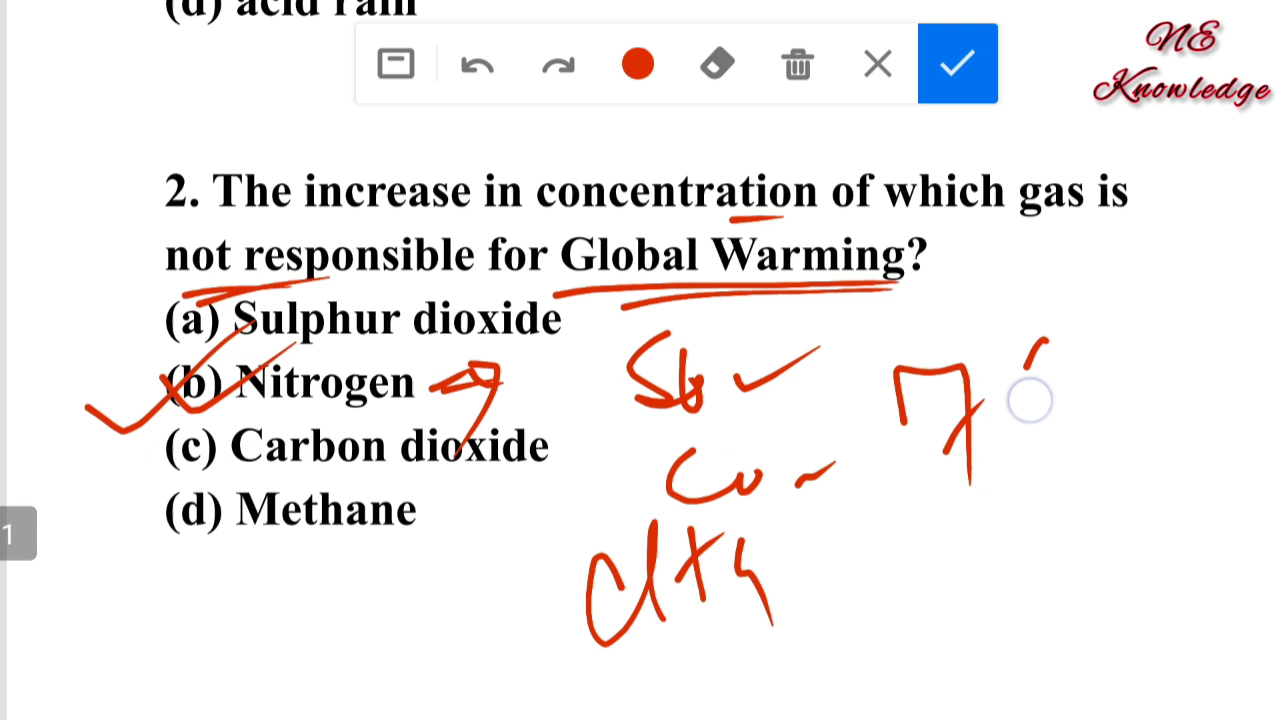 (d) acid rain
NE
Knowledge
2. The increase in concentration of which gas is
not responsible for Global Warming?
(a) Sulphur dioxide
(b) Nitrogen
(c) Carbon dioxide
(d) Methane
1